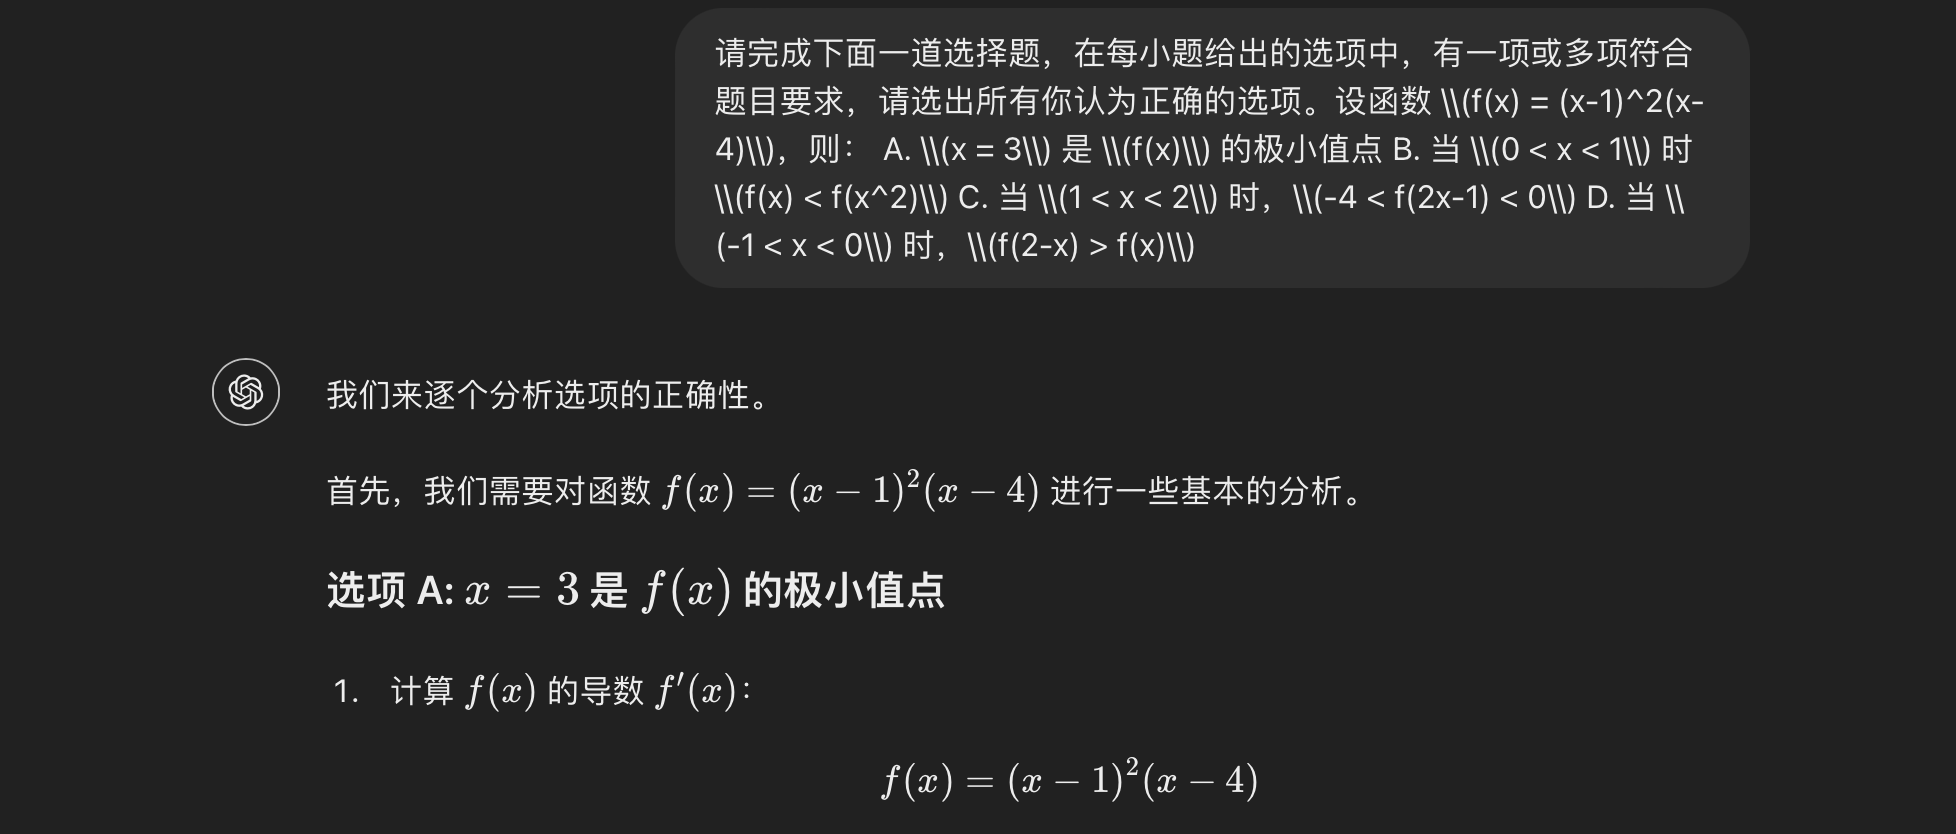 请完成下面一道选择题，在每小题给出的选项中，有一项或多项符合
题目要求，请选出所有你认为正确的选项。设函数 \\(f(x) = (x-1)^2(x-
4)\\)，则： A. \\(x = 3\\) 是 \\(f(x)\\) 的极小值点 B. 当 \\(0 < x < 1\\) 时
\\(f(x) < f(x^2)\\) C. 当 \\(1 < x < 2\\) 时，\\(-4 < f(2x-1) < 0\\) D. 当 \\
(-1 < x < 0\\) 时，\\(f(2-x) > f(x)\\)
我们来逐个分析选项的正确性。
首先，我们需要对函数 f(x) = (x − 1)²(x − 4) 进行一些基本的分析。
选项 A: x = 3 是 f(x) 的极小值点
1. 计算 f(x) 的导数 f′(x)：
f(x) = (x − 1)²(x − 4)